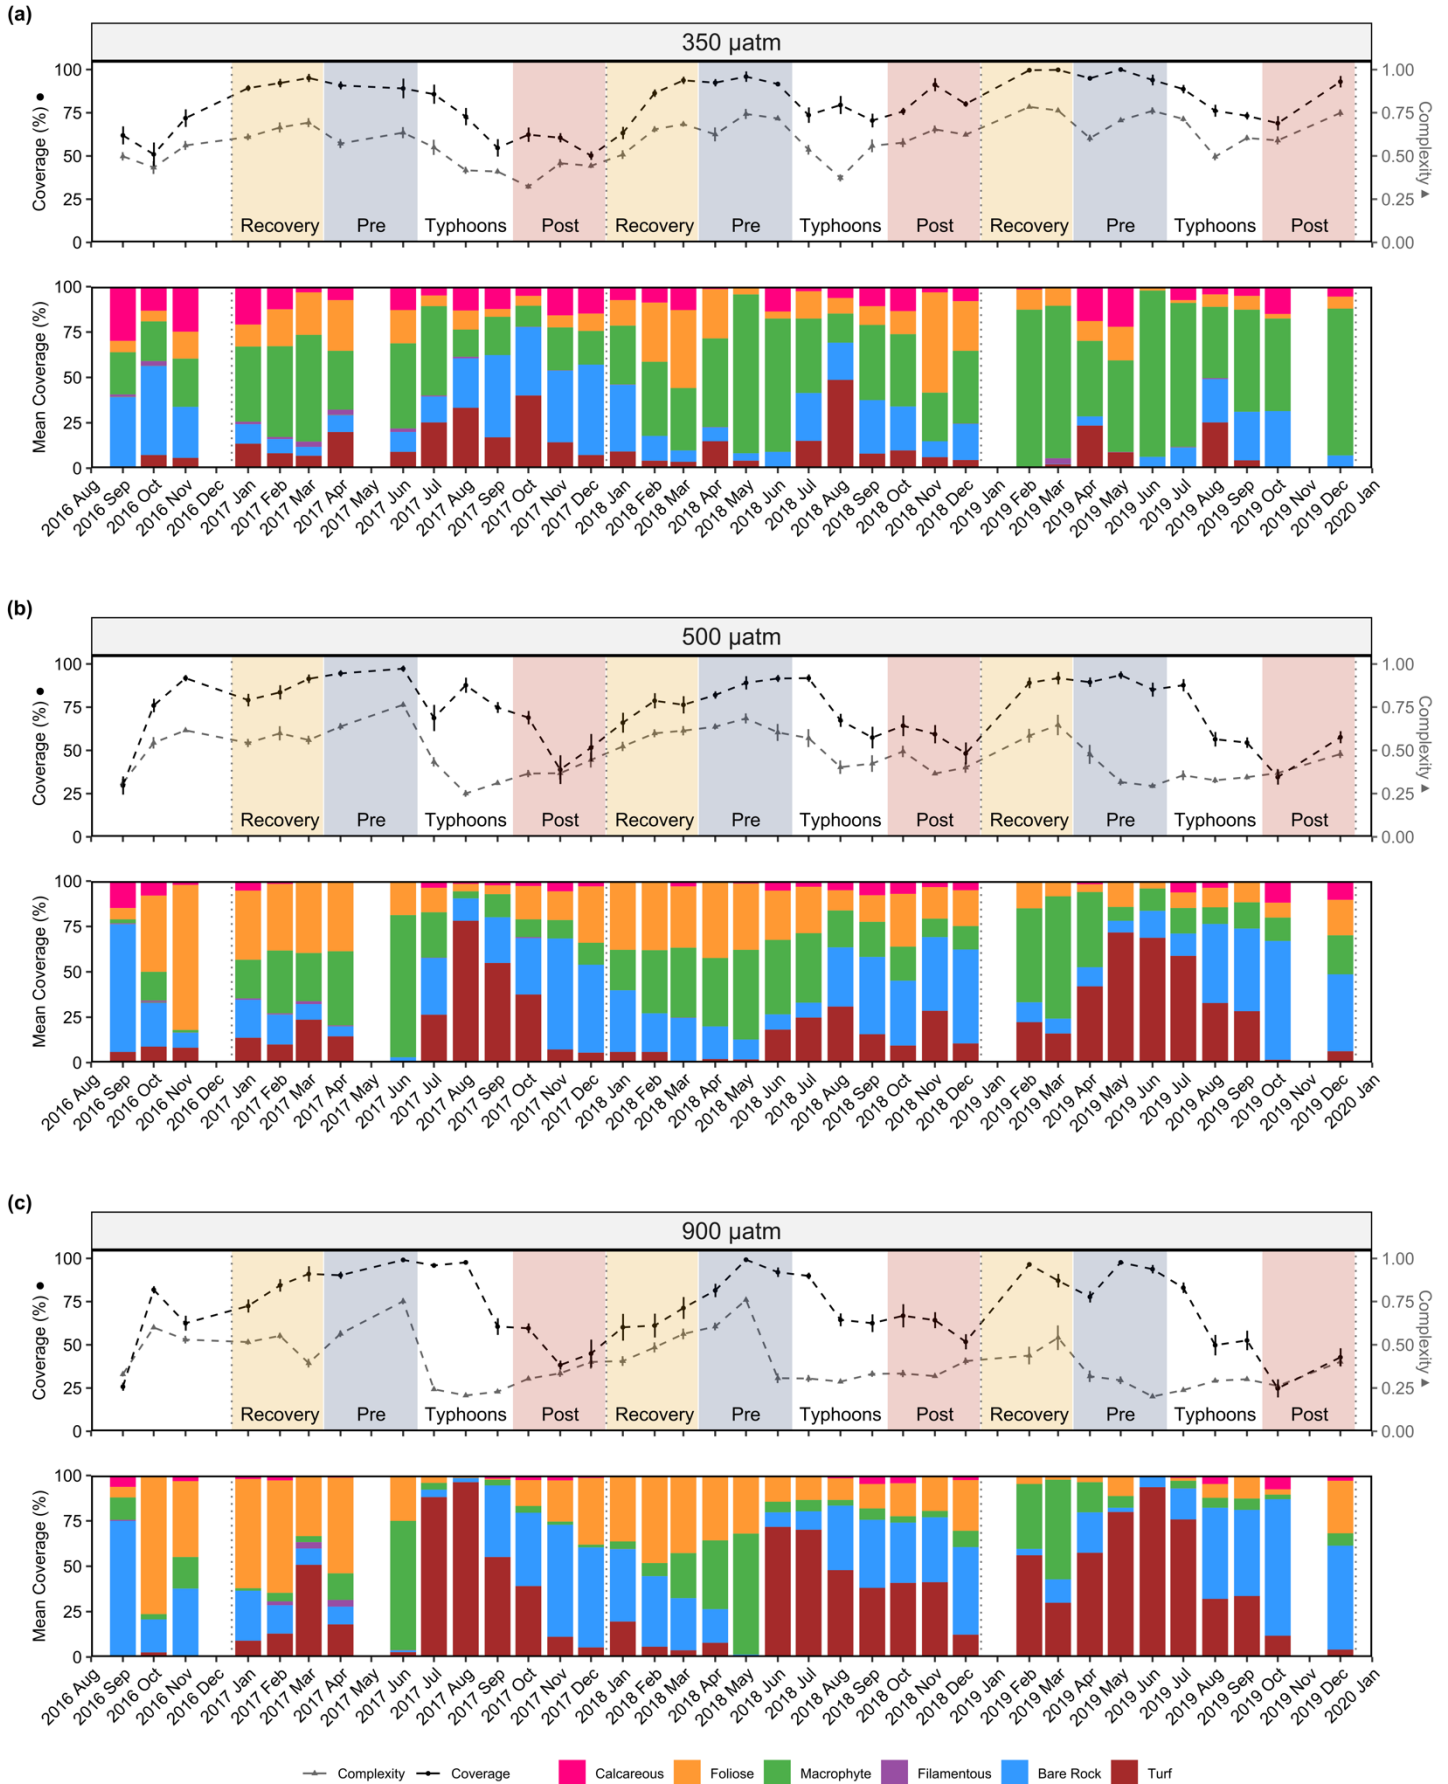 (a)
350 µatm
Coverage (%) ●
100
75
50
25
0
Recovery Pre Typhoons Post Recovery Pre Typhoons Post Recovery Pre Typhoons Post
1.00
0.75
0.50
0.25
0.00
Complexity ▲
Mean Coverage (%)
100
75
50
25
0
2016 Aug 2016 Sep 2016 Oct 2016 Nov 2016 Dec 2017 Jan 2017 Feb 2017 Mar 2017 Apr 2017 May 2017 Jun 2017 Jul 2017 Aug 2017 Sep 2017 Oct 2017 Nov 2017 Dec 2018 Jan 2018 Feb 2018 Mar 2018 Apr 2018 May 2018 Jun 2018 Jul 2018 Aug 2018 Sep 2018 Oct 2018 Nov 2018 Dec 2019 Jan 2019 Feb 2019 Mar 2019 Apr 2019 May 2019 Jun 2019 Jul 2019 Aug 2019 Sep 2019 Oct 2019 Nov 2019 Dec 2020 Jan
(b)
500 µatm
Coverage (%) ●
100
75
50
25
0
Recovery Pre Typhoons Post Recovery Pre Typhoons Post Recovery Pre Typhoons Post
1.00
0.75
0.50
0.25
0.00
Complexity ▲
Mean Coverage (%)
100
75
50
25
0
2016 Aug 2016 Sep 2016 Oct 2016 Nov 2016 Dec 2017 Jan 2017 Feb 2017 Mar 2017 Apr 2017 May 2017 Jun 2017 Jul 2017 Aug 2017 Sep 2017 Oct 2017 Nov 2017 Dec 2018 Jan 2018 Feb 2018 Mar 2018 Apr 2018 May 2018 Jun 2018 Jul 2018 Aug 2018 Sep 2018 Oct 2018 Nov 2018 Dec 2019 Jan 2019 Feb 2019 Mar 2019 Apr 2019 May 2019 Jun 2019 Jul 2019 Aug 2019 Sep 2019 Oct 2019 Nov 2019 Dec 2020 Jan
(c)
900 µatm
Coverage (%) ●
100
75
50
25
0
Recovery Pre Typhoons Post Recovery Pre Typhoons Post Recovery Pre Typhoons Post
1.00
0.75
0.50
0.25
0.00
Complexity ▲
Mean Coverage (%)
100
75
50
25
0
2016 Aug 2016 Sep 2016 Oct 2016 Nov 2016 Dec 2017 Jan 2017 Feb 2017 Mar 2017 Apr 2017 May 2017 Jun 2017 Jul 2017 Aug 2017 Sep 2017 Oct 2017 Nov 2017 Dec 2018 Jan 2018 Feb 2018 Mar 2018 Apr 2018 May 2018 Jun 2018 Jul 2018 Aug 2018 Sep 2018 Oct 2018 Nov 2018 Dec 2019 Jan 2019 Feb 2019 Mar 2019 Apr 2019 May 2019 Jun 2019 Jul 2019 Aug 2019 Sep 2019 Oct 2019 Nov 2019 Dec 2020 Jan
Complexity Coverage Calcareous Foliose Macrophyte Filamentous Bare Rock Turf